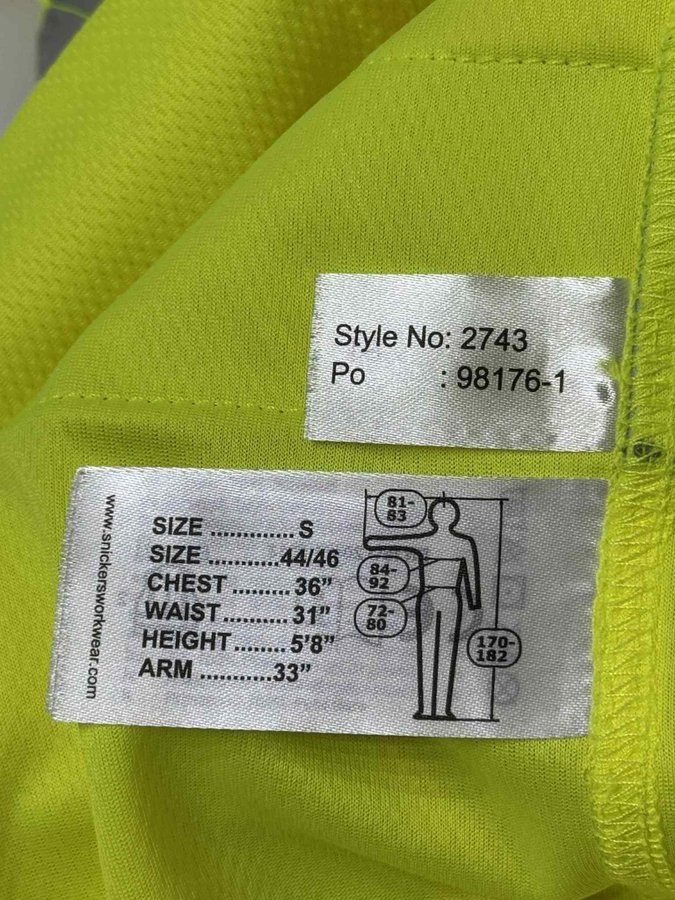 Style No: 2743
Po : 98176-1
www.snickersworkwear.com
SIZE ............. S
SIZE ............44/46
CHEST ......... 36”
WAIST .......... 31”
HEIGHT ........ 5’8”
ARM ............33”
81-
83
84-
92
72-
80
170-
182